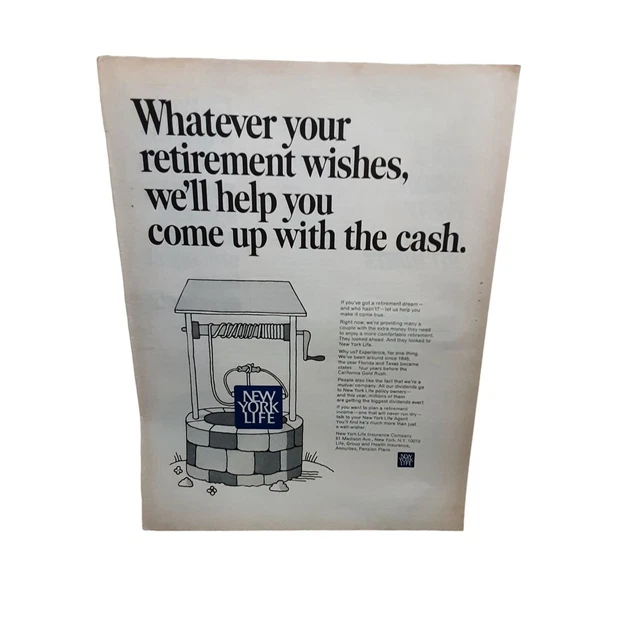 Whatever your
retirement wishes,
we'll help you
come up with the cash.
NEW
YORK
LIFE
If you've got a retirement dream—
and who hasn't?—let us help you
make it come true.
Right now, we're providing many a
couple with the extra money they need
to enjoy a more comfortable retirement.
They looked ahead. And they looked to
New York Life.
Why us? Experience, for one thing.
We've been around since 1845,
the year Florida and Texas became
states ... four years before the
California Gold Rush.
People also like the fact that we're a
mutual company. All our dividends go
to New York Life policy owners—
and this year, millions of them
are getting the biggest dividends ever!
If you want to plan a retirement
income—one that will never run dry—
talk to your New York Life Agent.
You'll find he's much more than just
a well-wisher.
New York Life Insurance Company
51 Madison Ave., New York, N.Y. 10010
Life, Group and Health Insurance,
Annuities, Pension Plans.
NEW
YORK
LIFE